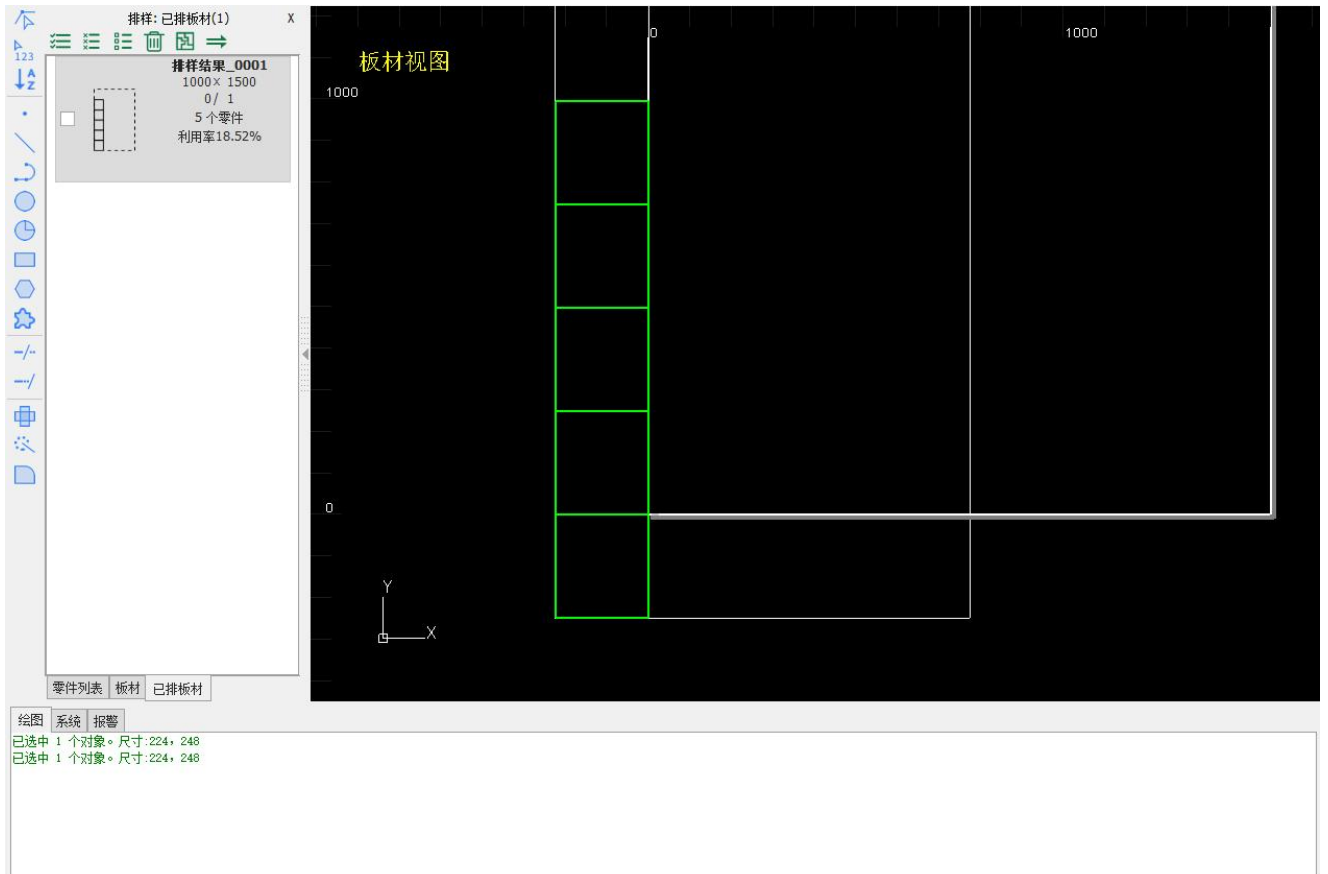 排样: 已排板材(1)
X
123
A
Z
排样结果_0001
1000× 1500
0/ 1
5 个零件
利用率18.52%
板材视图
0
1000
1000
0
Y
X
零件列表
板材
已排板材
绘图
系统
报警
已选中 1 个对象。尺寸:224, 248
已选中 1 个对象。尺寸:224, 248